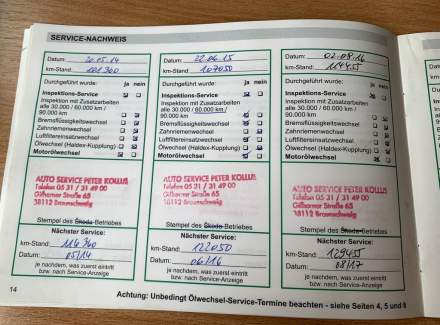 SERVICE-NACHWEIS
Datum: 20.05.14
km-Stand: 101360
Durchgeführt wurde: ja nein
Inspektions-Service
Inspektion mit Zusatzarbeiten
alle 30.000 / 60.000 km /
90.000 km
Bremsflüssigkeitswechsel
Zahnriemenwechsel
Luftfiltereinsatzwechsel
Ölwechsel (Haldex-Kupplung)
Motorölwechsel
AUTO SERVICE PETER KOLLUS
Telefon 05 31 / 31 49 00
Gifhorner Straße 65
38112 Braunschweig
Stempel des Škoda-Betriebes
Nächster Service:
km-Stand: 116360
Datum: 05/14
je nachdem, was zuerst eintritt
bzw. nach Service-Anzeige
Datum: 22.06.15
km-Stand: 107050
Durchgeführt wurde: ja nein
Inspektions-Service
Inspektion mit Zusatzarbeiten
alle 30.000 / 60.000 km /
90.000 km
Bremsflüssigkeitswechsel
Zahnriemenwechsel
Luftfiltereinsatzwechsel
Ölwechsel (Haldex-Kupplung)
Motorölwechsel
AUTO SERVICE PETER KOLLUS
Telefon 05 31 / 31 49 00
Gifhorner Straße 65
38112 Braunschweig
Stempel des Škoda-Betriebes
Nächster Service:
km-Stand: 122050
Datum: 06/16
je nachdem, was zuerst eintritt
bzw. nach Service-Anzeige
Datum: 02.08.16
km-Stand: 114455
Durchgeführt wurde: ja nein
Inspektions-Service
Inspektion mit Zusatzarbeiten
alle 30.000 / 60.000 km /
90.000 km
Bremsflüssigkeitswechsel
Zahnriemenwechsel
Luftfiltereinsatzwechsel
Ölwechsel (Haldex-Kupplung)
Motorölwechsel
AUTO SERVICE PETER KOLLUS
Telefon 05 31 / 31 49 00
Gifhorner Straße 65
38112 Braunschweig
Stempel des Škoda-Betriebes
Nächster Service:
km-Stand: 129455
Datum: 08/17
je nachdem, was zuerst eintritt
bzw. nach Service-Anzeige
14
Achtung: Unbedingt Ölwechsel-Service-Termine beachten - siehe Seiten 4, 5 und 8